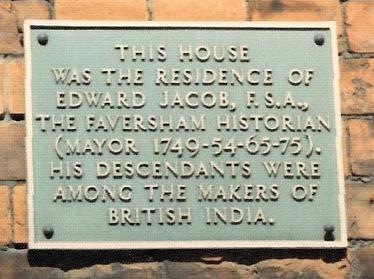 THIS HOUSE
WAS THE RESIDENCE OF
EDWARD JACOB, F.S.A.,
THE FAVERSHAM HISTORIAN
(MAYOR 1749-54-65-75).
HIS DESCENDANTS WERE
AMONG THE MAKERS OF
BRITISH INDIA.